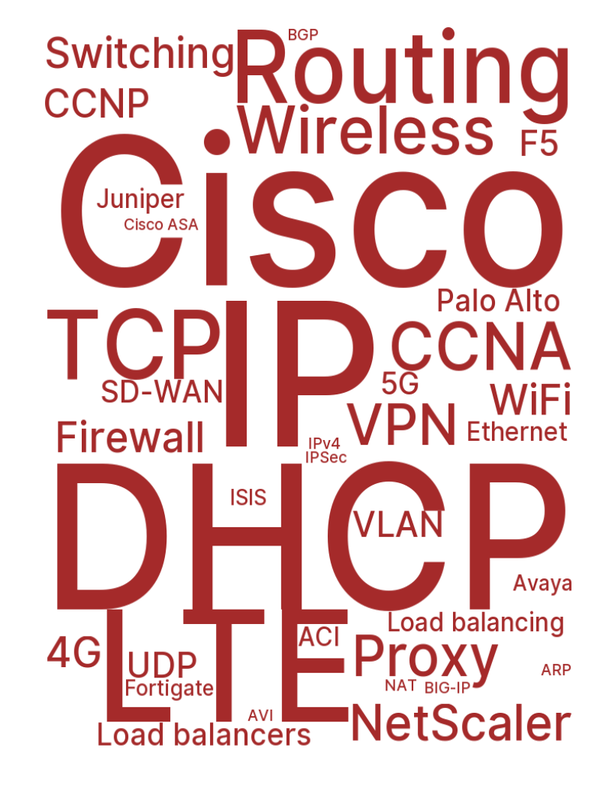 BGP
Switching
Routing
CCNP
Wireless
F5
Cisco
Juniper
Cisco ASA
Palo Alto
TCP
IP
CCNA
5G
SD-WAN
WiFi
VPN
Firewall
Ethernet
IPv4
IPSec
DHCP
ISIS
VLAN
Avaya
LTE
Load balancing
ACI
4G
UDP
Proxy
ARP
Fortigate
NAT
BIG-IP
AVI
NetScaler
Load balancers